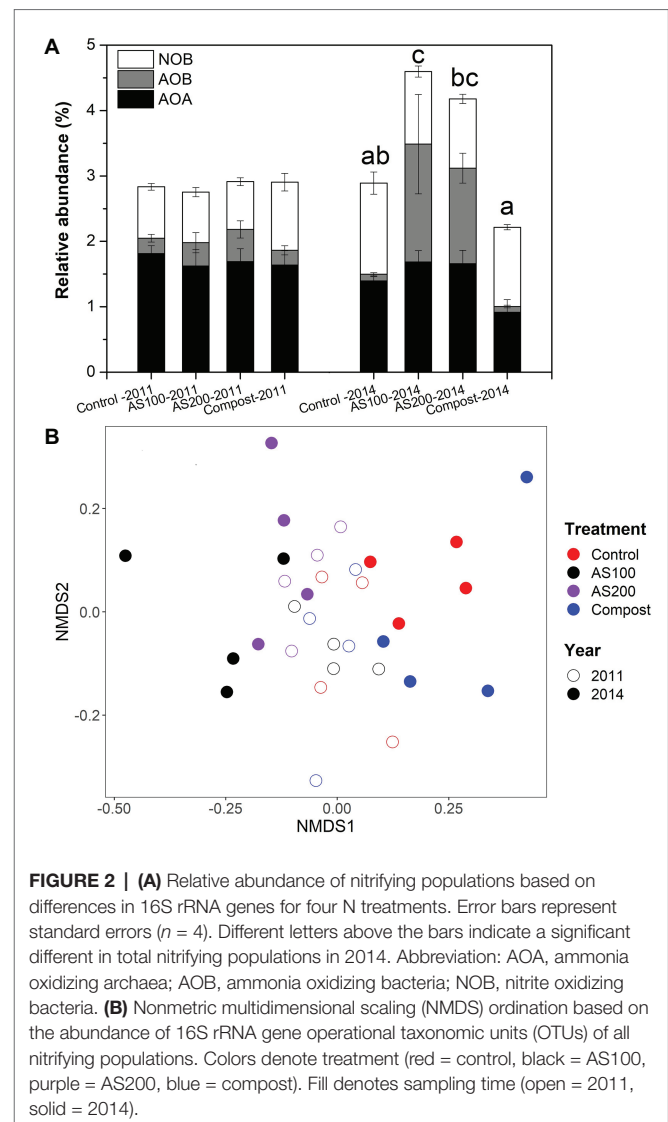 A
5
4
3
2
1
0
Relative abundance (%)
NOB
AOB
AOA
ab
c
bc
a
Control -2011
AS100-2011
AS200-2011
Compost-2011
Control -2014
AS100-2014
AS200-2014
Compost-2014
B
0.2
0.0
-0.2
NMDS2
-0.50
-0.25
0.00
0.25
NMDS1
Treatment
Control
AS100
AS200
Compost
Year
2011
2014
FIGURE 2 | (A) Relative abundance of nitrifying populations based on
differences in 16S rRNA genes for four N treatments. Error bars represent
standard errors (n = 4). Different letters above the bars indicate a significant
different in total nitrifying populations in 2014. Abbreviation: AOA, ammonia
oxidizing archaea; AOB, ammonia oxidizing bacteria; NOB, nitrite oxidizing
bacteria. (B) Nonmetric multidimensional scaling (NMDS) ordination based on
the abundance of 16S rRNA gene operational taxonomic units (OTUs) of all
nitrifying populations. Colors denote treatment (red = control, black = AS100,
purple = AS200, blue = compost). Fill denotes sampling time (open = 2011,
solid = 2014).